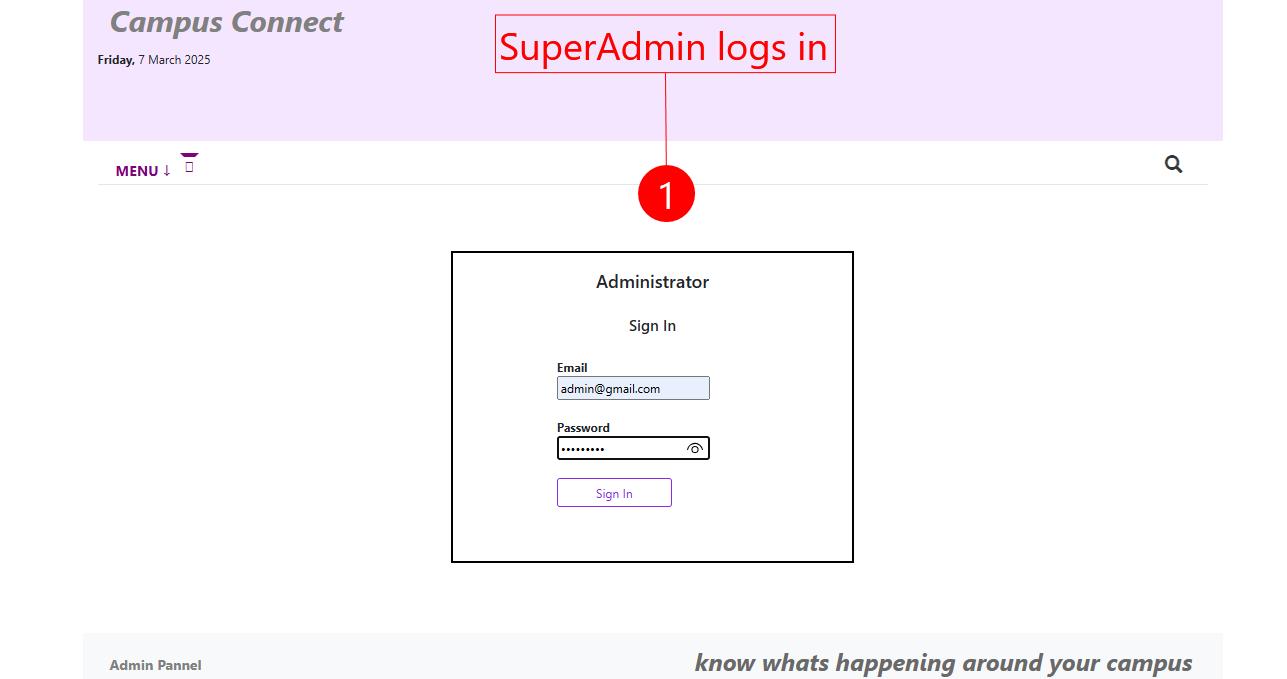 Campus Connect
SuperAdmin logs in
Friday, 7 March 2025
MENU ↓
1
Administrator
Sign In
Email
admin@gmail.com
Password
•••••••••
Sign In
Admin Pannel
know whats happening around your campus